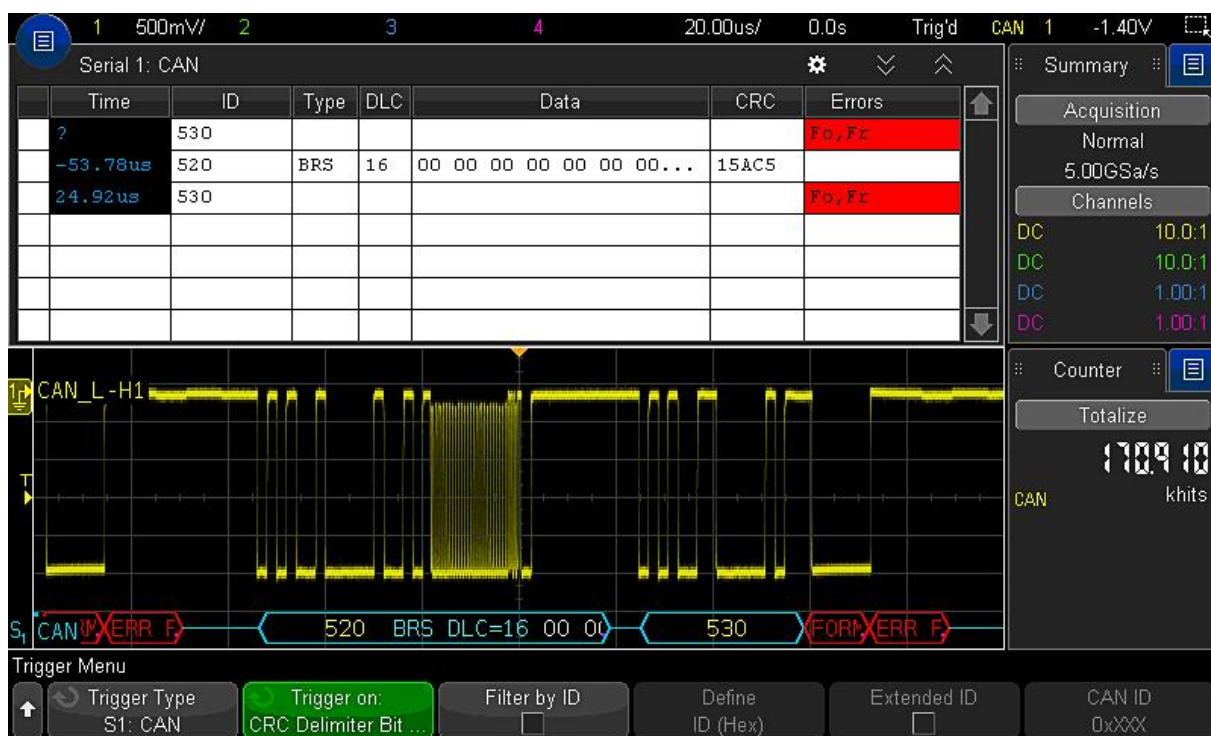 1 500mV/ 2 3 4 20.00us/ 0.0s Trig'd CAN 1 -1.40V
Serial 1: CAN
Time ID Type DLC Data CRC Errors
? 530 Fo,Fr
-53.78us 520 BRS 16 00 00 00 00 00 00 00... 15AC5
24.92us 530 Fo,Fr
Summary
Acquisition
Normal
5.00GSa/s
Channels
DC 10.0:1
DC 10.0:1
DC 1.00:1
DC 1.00:1
Counter
Totalize
170.910
CAN khits
1 CAN_L-H1
T
S1 CAN ERR F 520 BRS DLC=16 00 0 530 FORM ERR F
Trigger Menu
Trigger Type
S1: CAN
Trigger on:
CRC Delimiter Bit ...
Filter by ID
Define
ID (Hex)
Extended ID
CAN ID
0xXXX